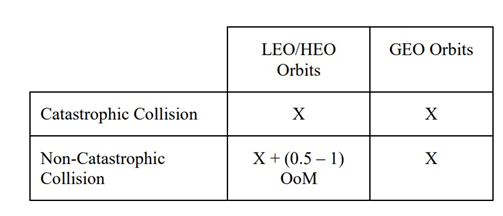 LEO/HEO
Orbits
GEO Orbits
Catastrophic Collision
X
X
Non-Catastrophic
Collision
X + (0.5 – 1)
OoM
X